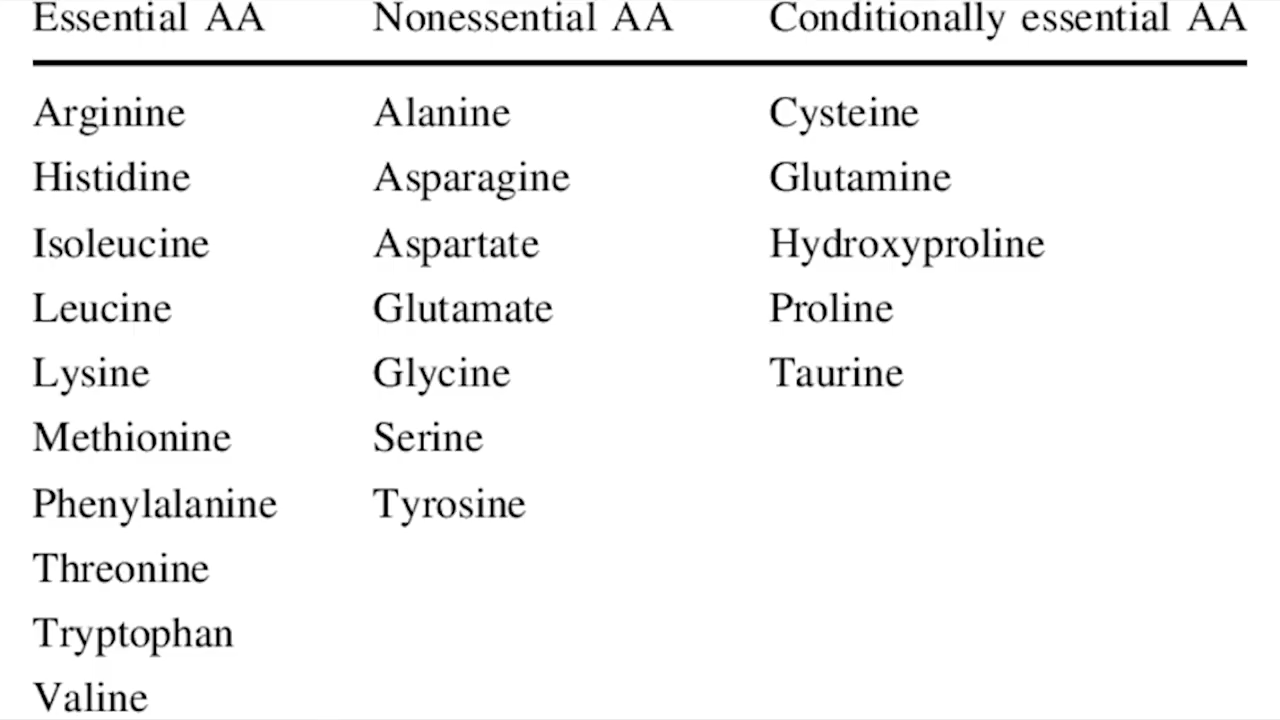 Essential AA Nonessential AA Conditionally essential AA
Arginine Alanine Cysteine
Histidine Asparagine Glutamine
Isoleucine Aspartate Hydroxyproline
Leucine Glutamate Proline
Lysine Glycine Taurine
Methionine Serine
Phenylalanine Tyrosine
Threonine
Tryptophan
Valine